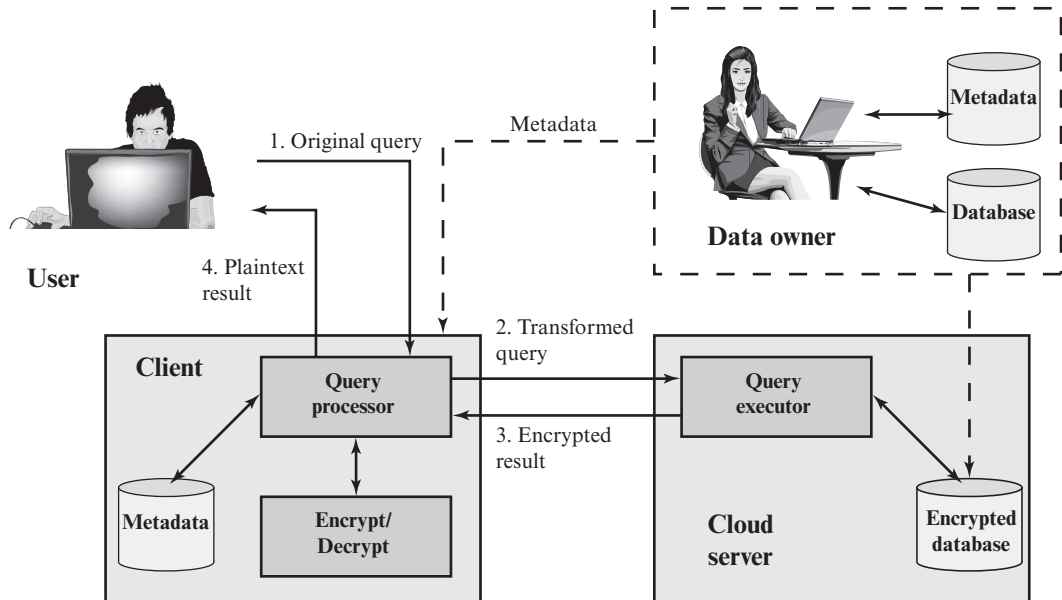 Metadata
Metadata
1. Original query
Database
Data owner
User
4. Plaintext
result
2. Transformed
query
Client
Query
processor
Query
executor
3. Encrypted
result
Metadata
Encrypt/
Decrypt
Cloud
server
Encrypted
database